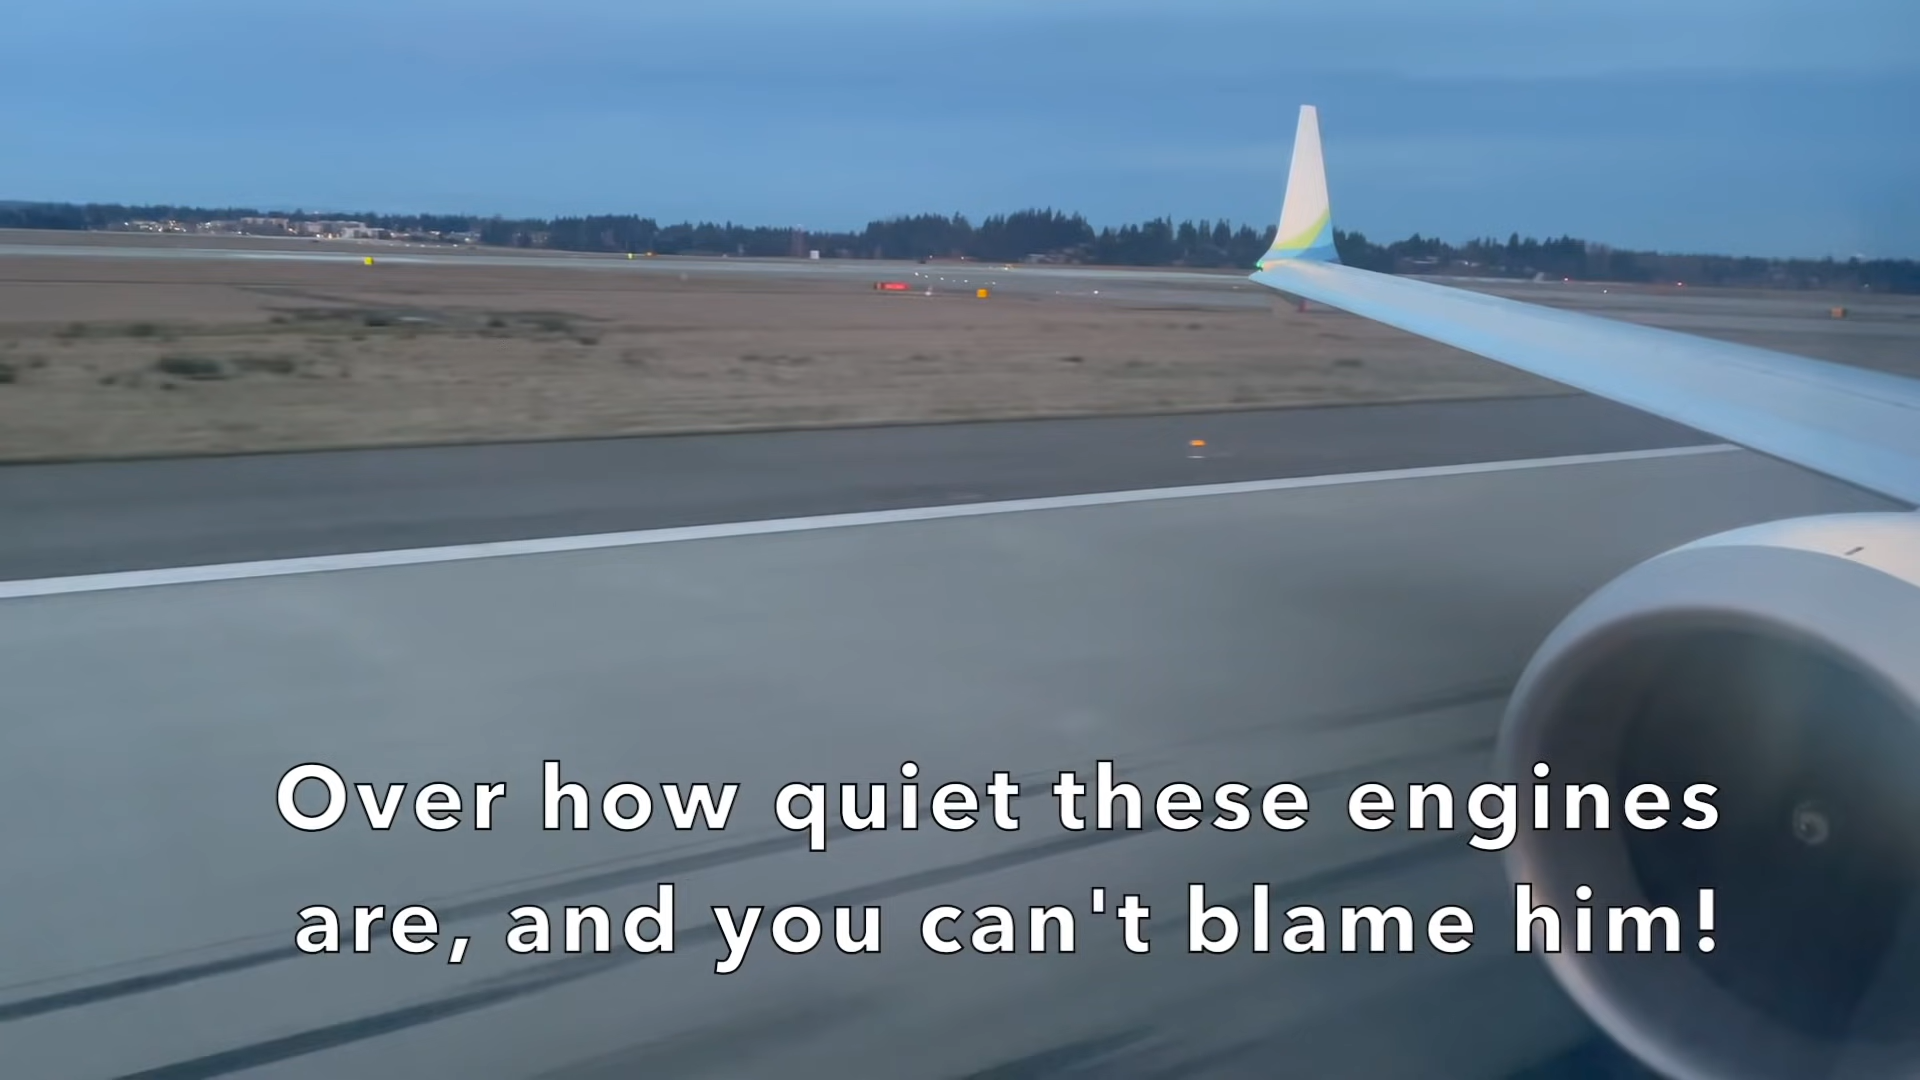 Over how quiet these engines
are, and you can't blame him!